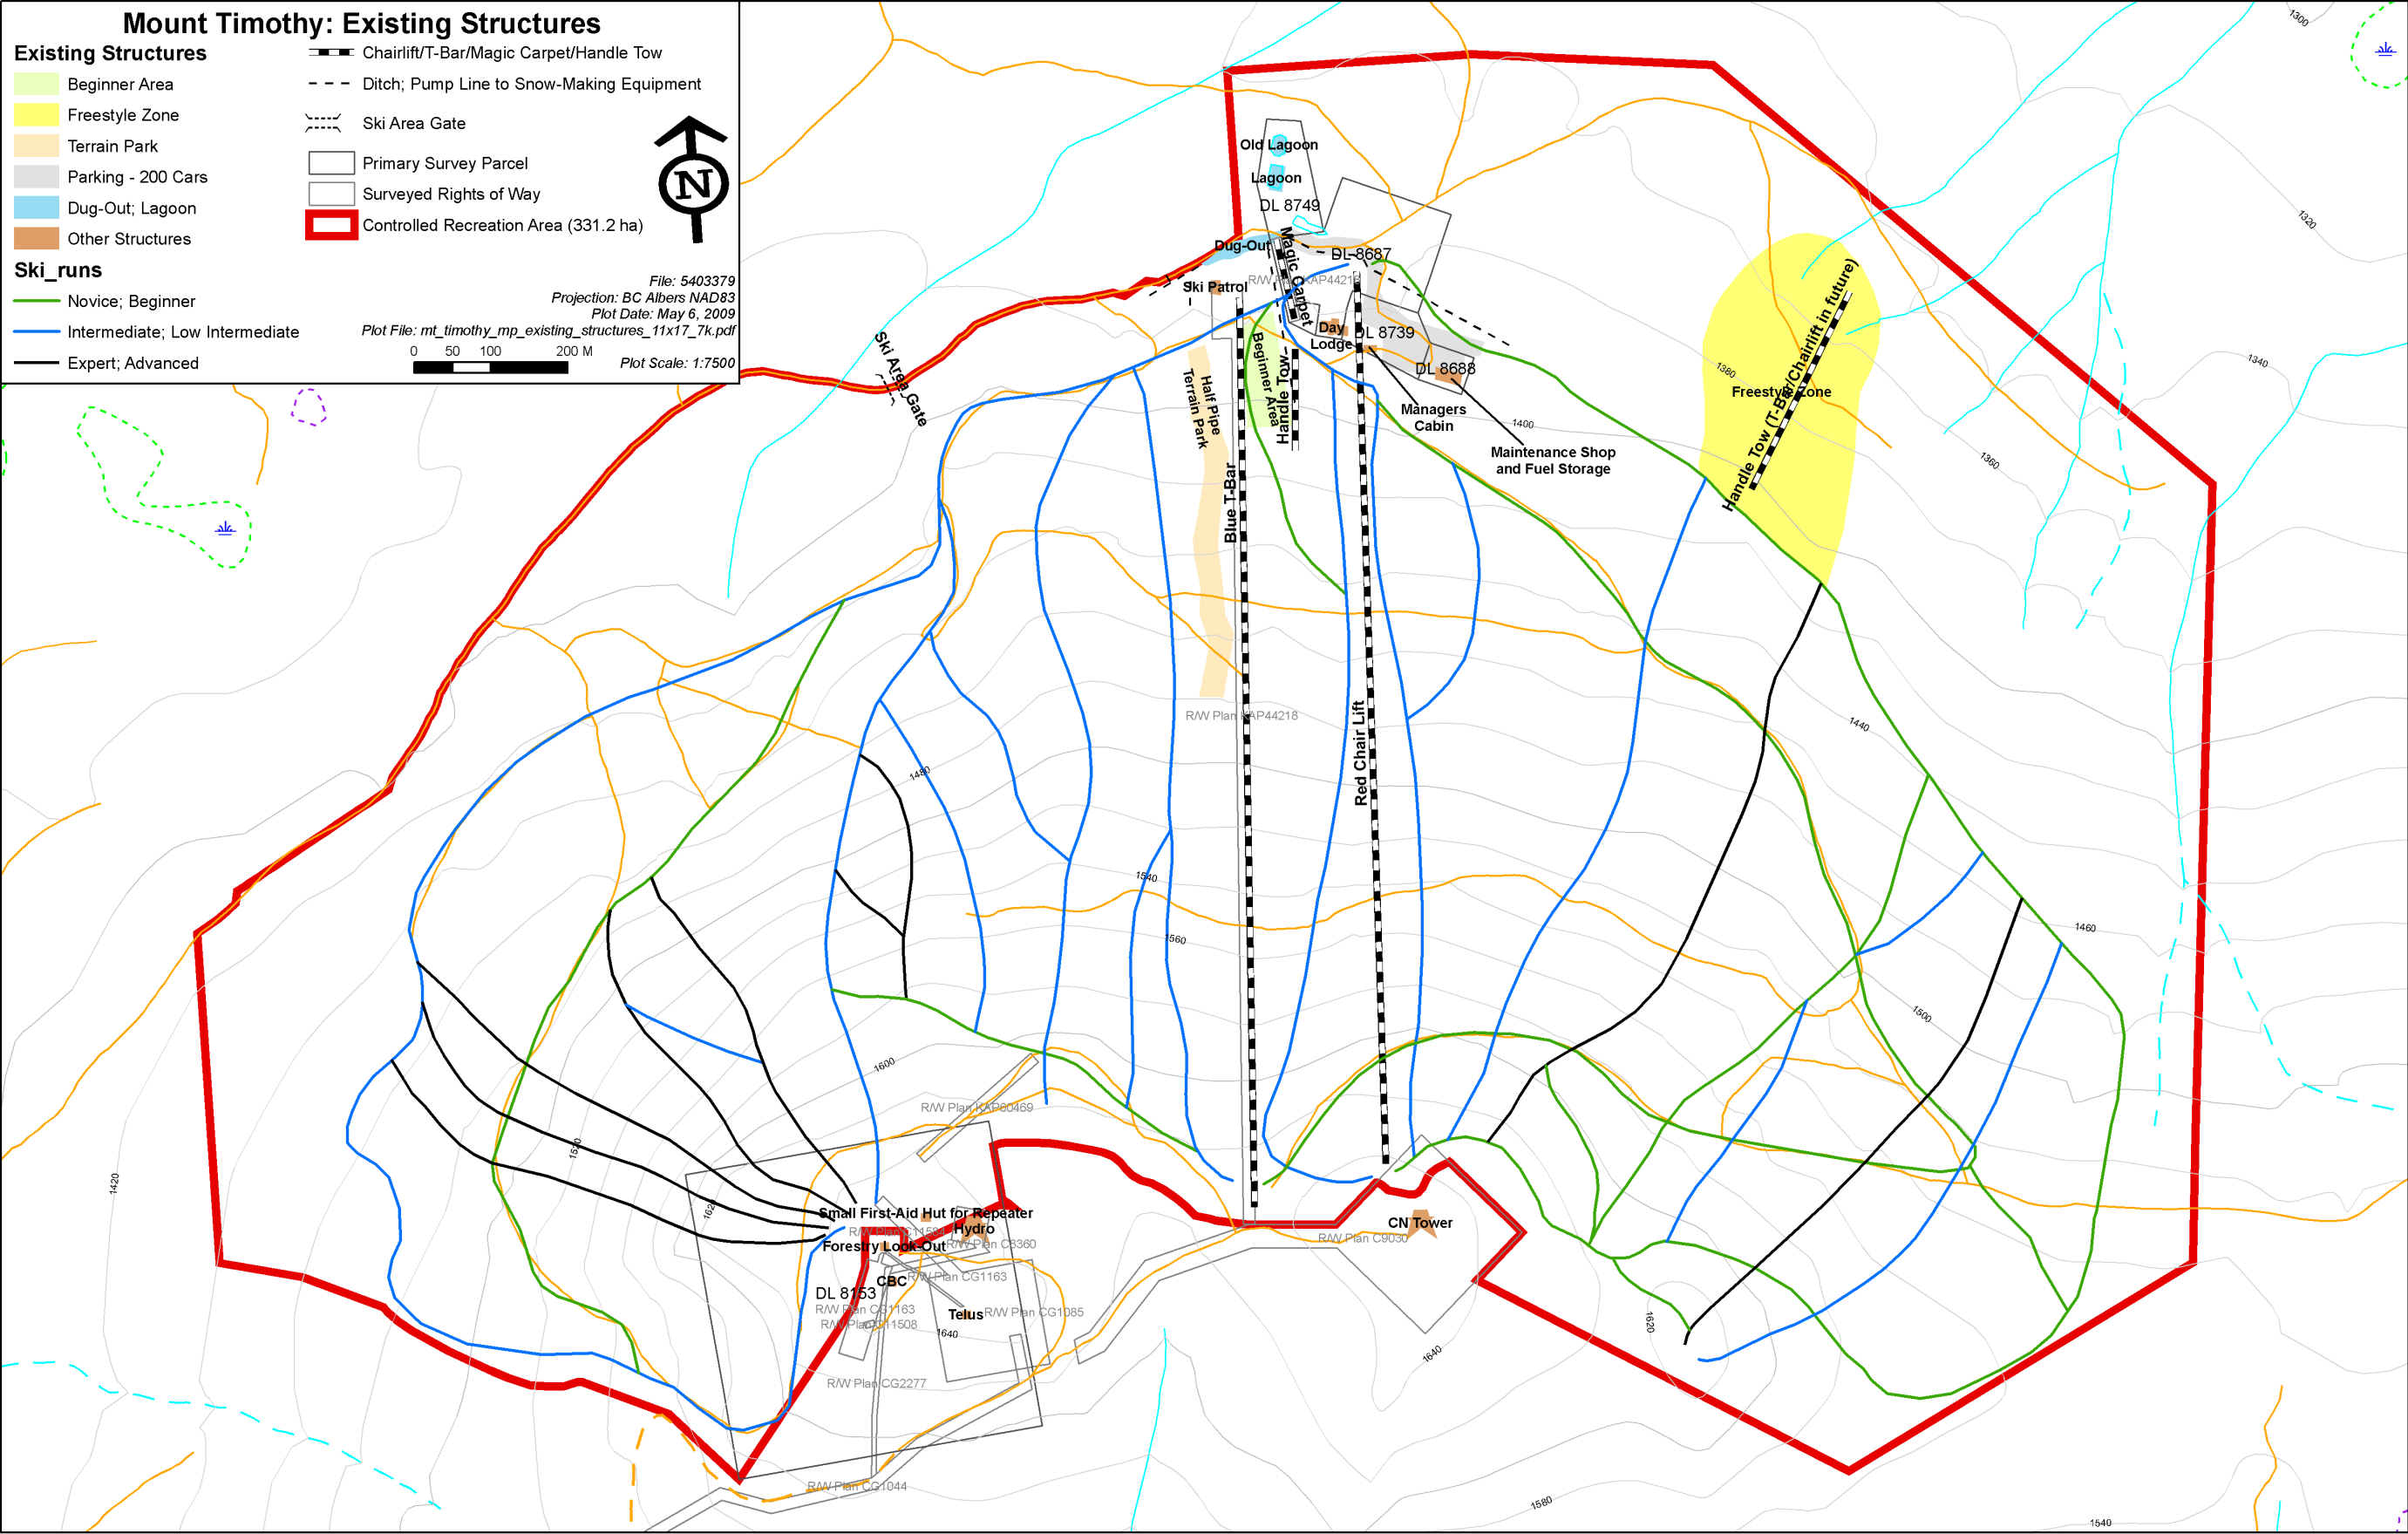 Mount Timothy: Existing Structures
Existing Structures
Beginner Area
Freestyle Zone
Terrain Park
Parking - 200 Cars
Dug-Out; Lagoon
Other Structures
Ski_runs
Novice; Beginner
Intermediate; Low Intermediate
Expert; Advanced
Chairlift/T-Bar/Magic Carpet/Handle Tow
Ditch; Pump Line to Snow-Making Equipment
Ski Area Gate
Primary Survey Parcel
Surveyed Rights of Way
Controlled Recreation Area (331.2 ha)
N
File: 5403379
Projection: BC Albers NAD83
Plot Date: May 6, 2009
Plot File: mt_timothy_mp_existing_structures_11x17_7k.pdf
0 50 100 200 M
Plot Scale: 1:7500
1300
1320
1340
1360
1380
1400
Old Lagoon
Lagoon
DL 8749
Dug-Out
Magic Carpet
DL 8687
Ski Patrol
Day
Lodge
DL 8739
DL 8688
Ski Area Gate
Half Pipe
Terrain Park
Beginner Area
Handle Tow
Managers
Cabin
Maintenance Shop
and Fuel Storage
Freestyle Zone
Handle Tow (T-Bar/Chairlift in future)
Blue T-Bar
R/W Plan KAP44218
Red Chair Lift
1440
1480
1540
1560
1460
1500
1600
R/W Plan KAP60469
1520
1420
1620
Small First-Aid Hut for Repeater
Hydro
Forestry Look-Out
R/W Plan C8360
CBC
R/W Plan CG1163
DL 8153
R/W Plan CG1163
Telus
R/W Plan CG1085
1640
R/W Plan CG2277
R/W Plan CG1044
CN Tower
R/W Plan C9030
1640
1620
1580
1540